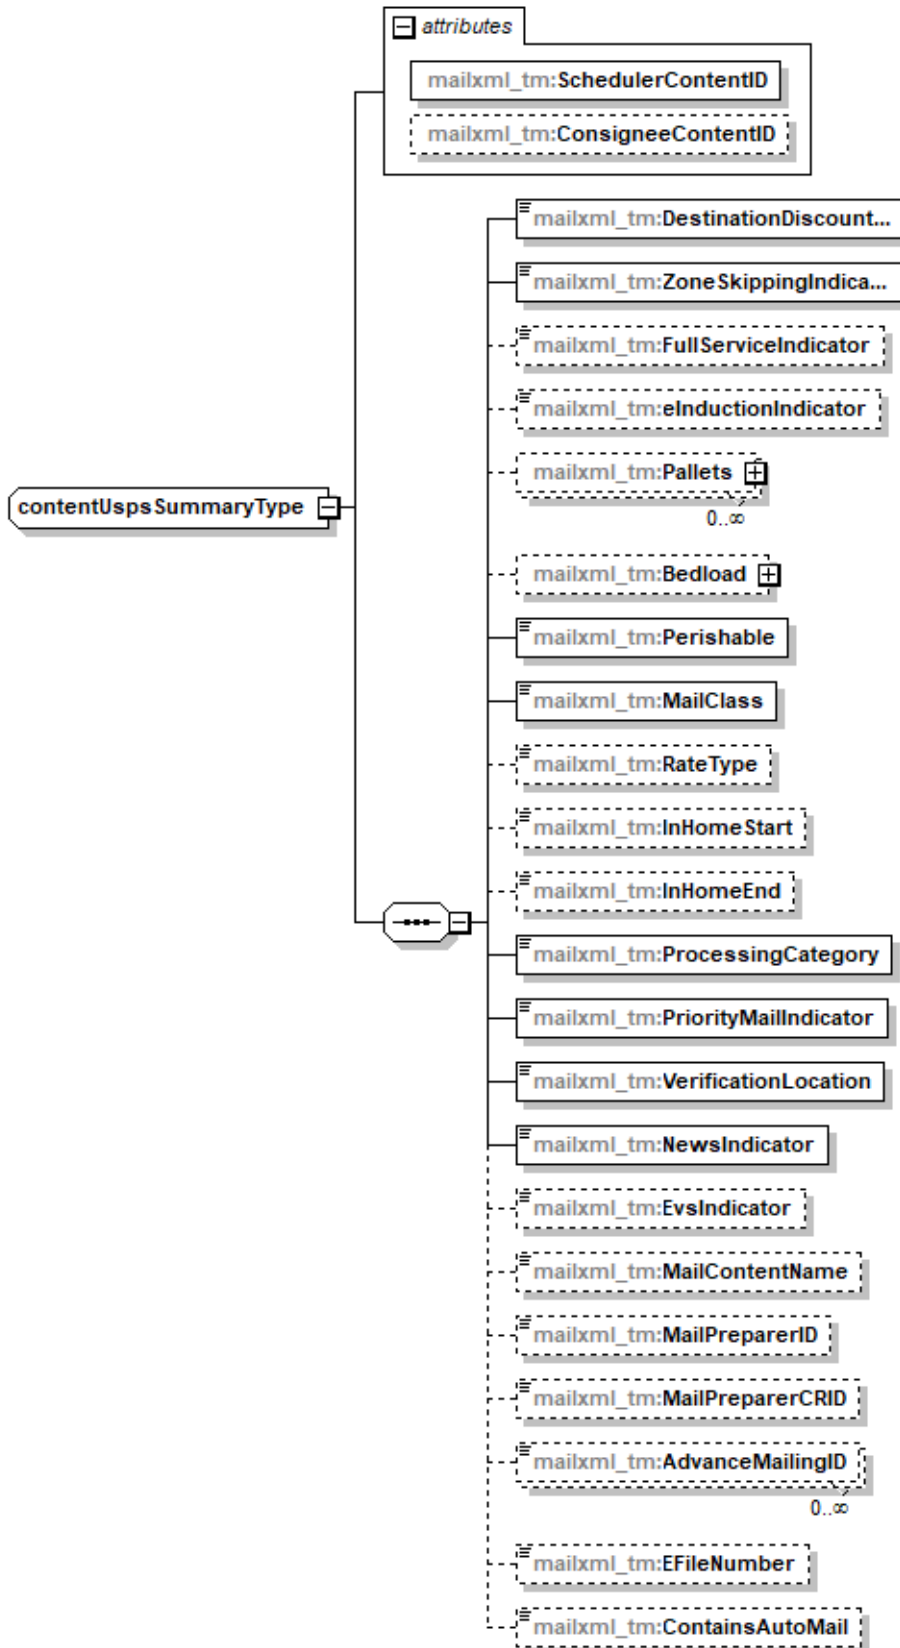 attributes
mailxml_tm:SchedulerContentID
mailxml_tm:ConsigneeContentID
mailxml_tm:DestinationDiscount...
mailxml_tm:ZoneSkippingIndica...
mailxml_tm:FullServiceIndicator
mailxml_tm:eInductionIndicator
mailxml_tm:Pallets
0..∞
contentUspsSummaryType
mailxml_tm:Bedload
mailxml_tm:Perishable
mailxml_tm:MailClass
mailxml_tm:RateType
mailxml_tm:InHomeStart
mailxml_tm:InHomeEnd
mailxml_tm:ProcessingCategory
mailxml_tm:PriorityMailIndicator
mailxml_tm:VerificationLocation
mailxml_tm:NewsIndicator
mailxml_tm:EvsIndicator
mailxml_tm:MailContentName
mailxml_tm:MailPreparerID
mailxml_tm:MailPreparerCRID
mailxml_tm:AdvanceMailingID
0..∞
mailxml_tm:EFileNumber
mailxml_tm:ContainsAutoMail